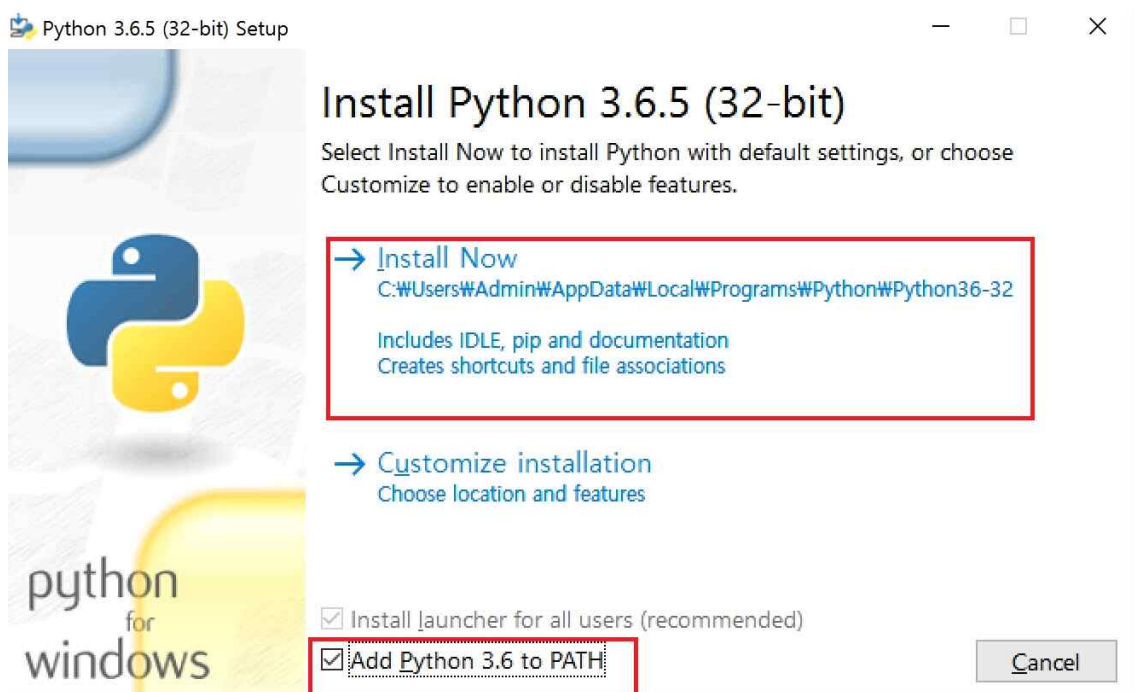 Python 3.6.5 (32-bit) Setup
Install Python 3.6.5 (32-bit)
Select Install Now to install Python with default settings, or choose
Customize to enable or disable features.
Install Now
C:₩Users₩Admin₩AppData₩Local₩Programs₩Python₩Python36-32
Includes IDLE, pip and documentation
Creates shortcuts and file associations
Customize installation
Choose location and features
Install launcher for all users (recommended)
Add Python 3.6 to PATH
Cancel
python
for
windows